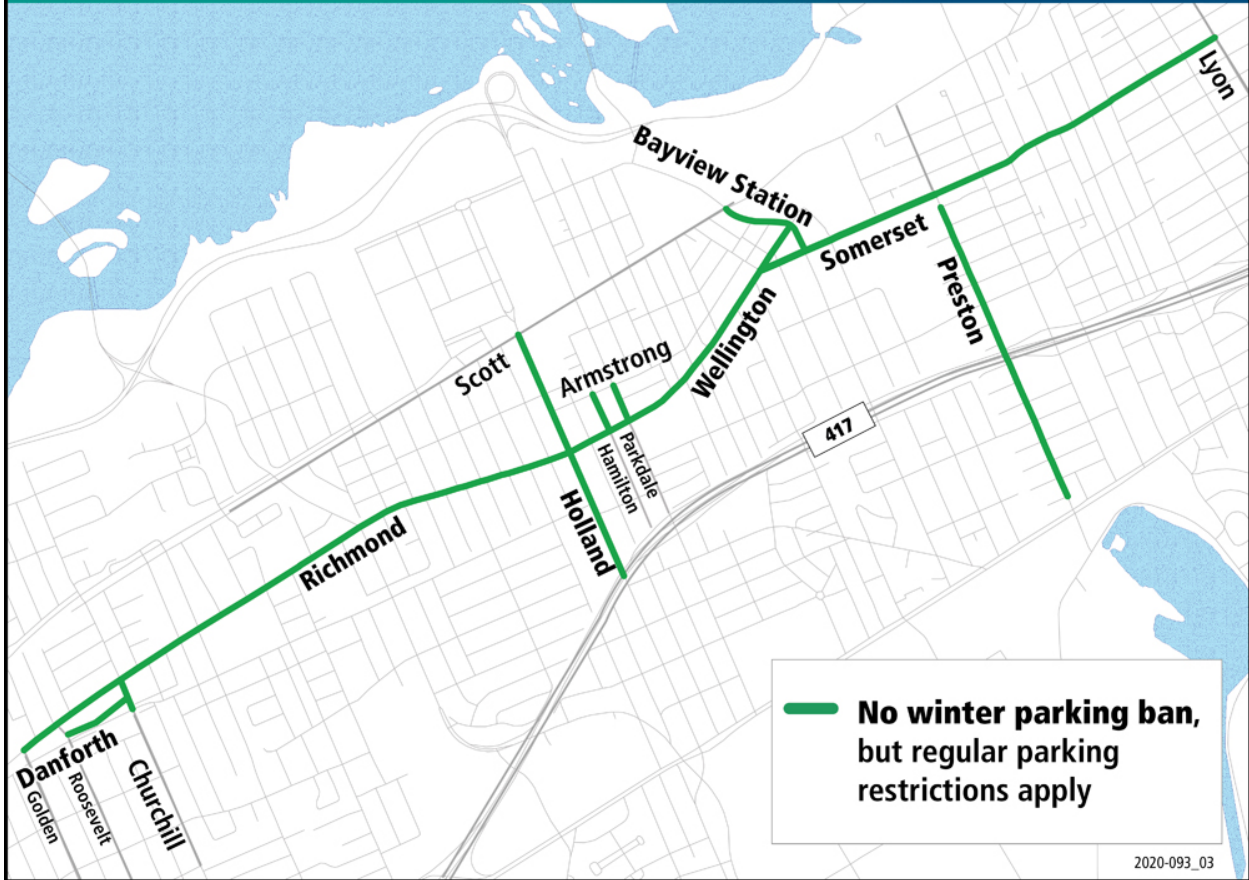 Lyon
Bayview Station
Somerset
Preston
Wellington
Armstrong
Scott
417
Parkdale
Hamilton
Holland
Richmond
Danforth
Golden
Roosevelt
Churchill
No winter parking ban,
but regular parking
restrictions apply
2020-093_03